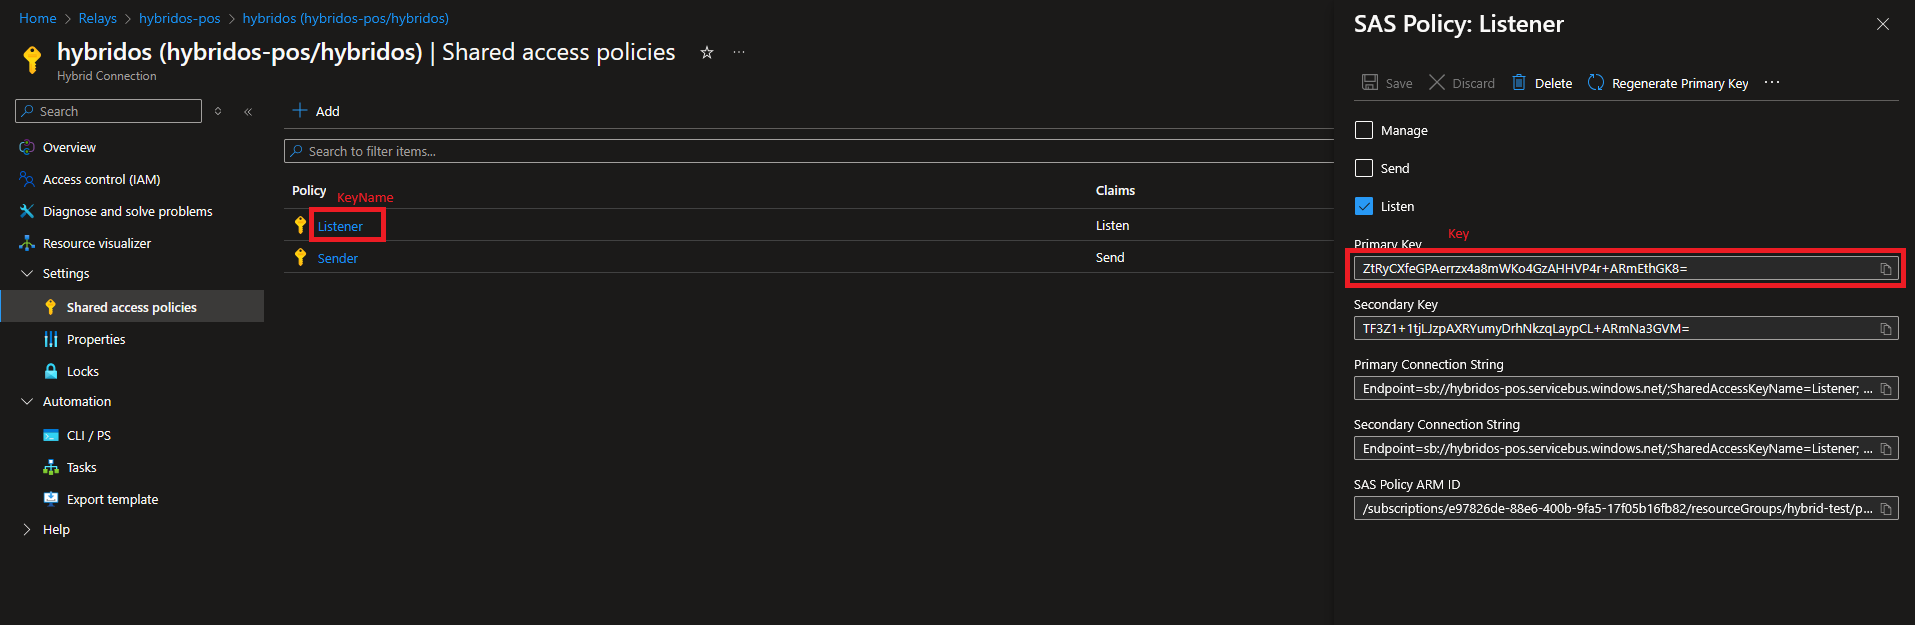 Home > Relays > hybridos-pos > hybridos (hybridos-pos/hybridos)
hybridos (hybridos-pos/hybridos) | Shared access policies
Hybrid Connection
Search
Overview
Access control (IAM)
Diagnose and solve problems
Resource visualizer
Settings
Shared access policies
Properties
Locks
Automation
CLI / PS
Tasks
Export template
Help
Add
Search to filter items...
Policy
KeyName
Claims
Listener
Listen
Sender
Send
SAS Policy: Listener
Save
Discard
Delete
Regenerate Primary Key
Manage
Send
Listen
Key
Primary Key
ZtRyCXfeGPAerrzx4a8mWKo4GzAHHVP4r+ARmEthGK8=
Secondary Key
TF3Z1+1tjLJzpAXRYumyDrhNkzqLaypCL+ARmNa3GVM=
Primary Connection String
Endpoint=sb://hybridos-pos.servicebus.windows.net/;SharedAccessKeyName=Listener; ...
Secondary Connection String
Endpoint=sb://hybridos-pos.servicebus.windows.net/;SharedAccessKeyName=Listener; ...
SAS Policy ARM ID
/subscriptions/e97826de-88e6-400b-9fa5-17f05b16fb82/resourceGroups/hybrid-test/p...